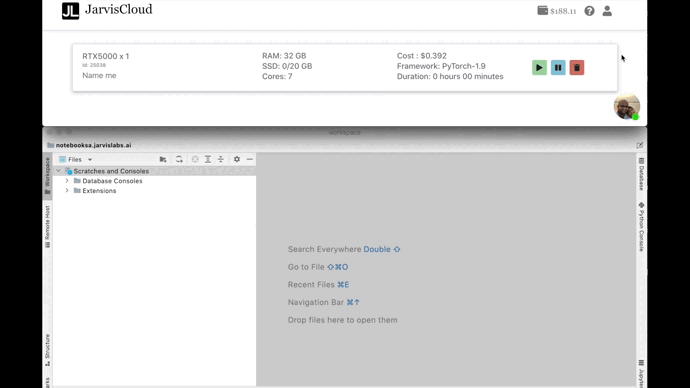 JL JarvisCloud
$188.11
RTX5000 x 1
Id: 25038
Name me
RAM: 32 GB
SSD: 0/20 GB
Cores: 7
Cost : $0.392
Framework: PyTorch-1.9
Duration: 0 hours 00 minutes
workspace
notebooksa.jarvislabs.ai
Workspace
Files
Scratches and Consoles
Database Consoles
Extensions
Remote Host
Structure
Search Everywhere Double ⇧
Go to File ⇧⌘O
Recent Files ⌘E
Navigation Bar ⌘↑
Drop files here to open them
Database
Python Console
Jupyter